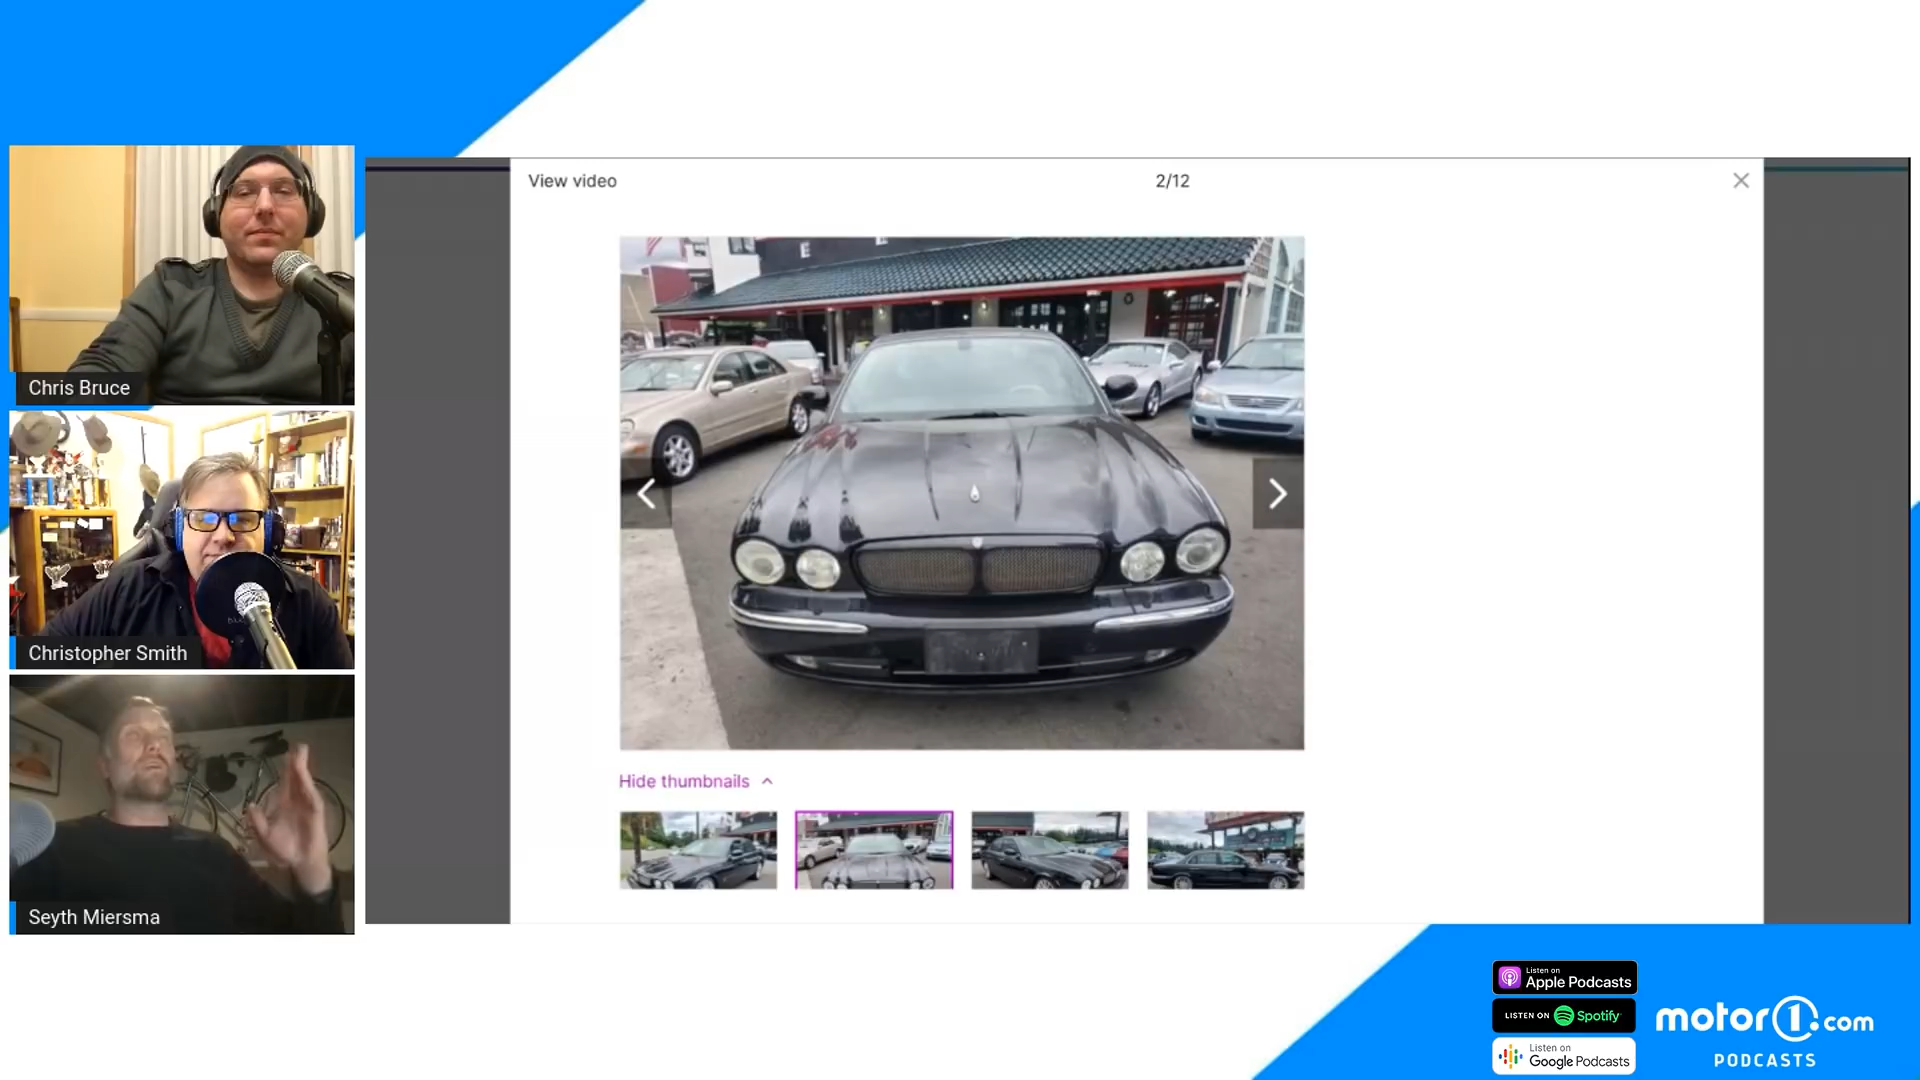 View video
2/12
Chris Bruce
Christopher Smith
Hide thumbnails
Seyth Miersma
Listen on
Apple Podcasts
LISTEN ON Spotify
Listen on
Google Podcasts
motor1.com
PODCASTS